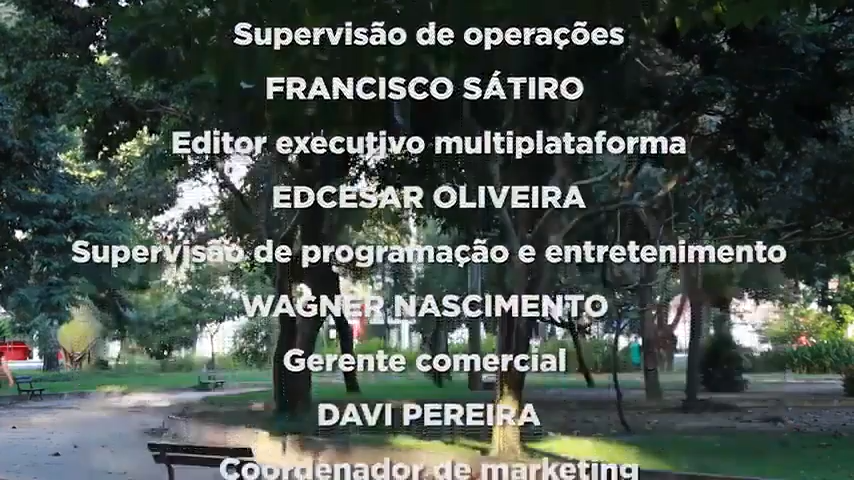 Supervisão de operações
FRANCISCO SÁTIRO
Editor executivo multiplataforma
EDCESAR OLIVEIRA
Supervisão de programação e entretenimento
WAGNER NASCIMENTO
Gerente comercial
DAVI PEREIRA
Coordenador de marketing